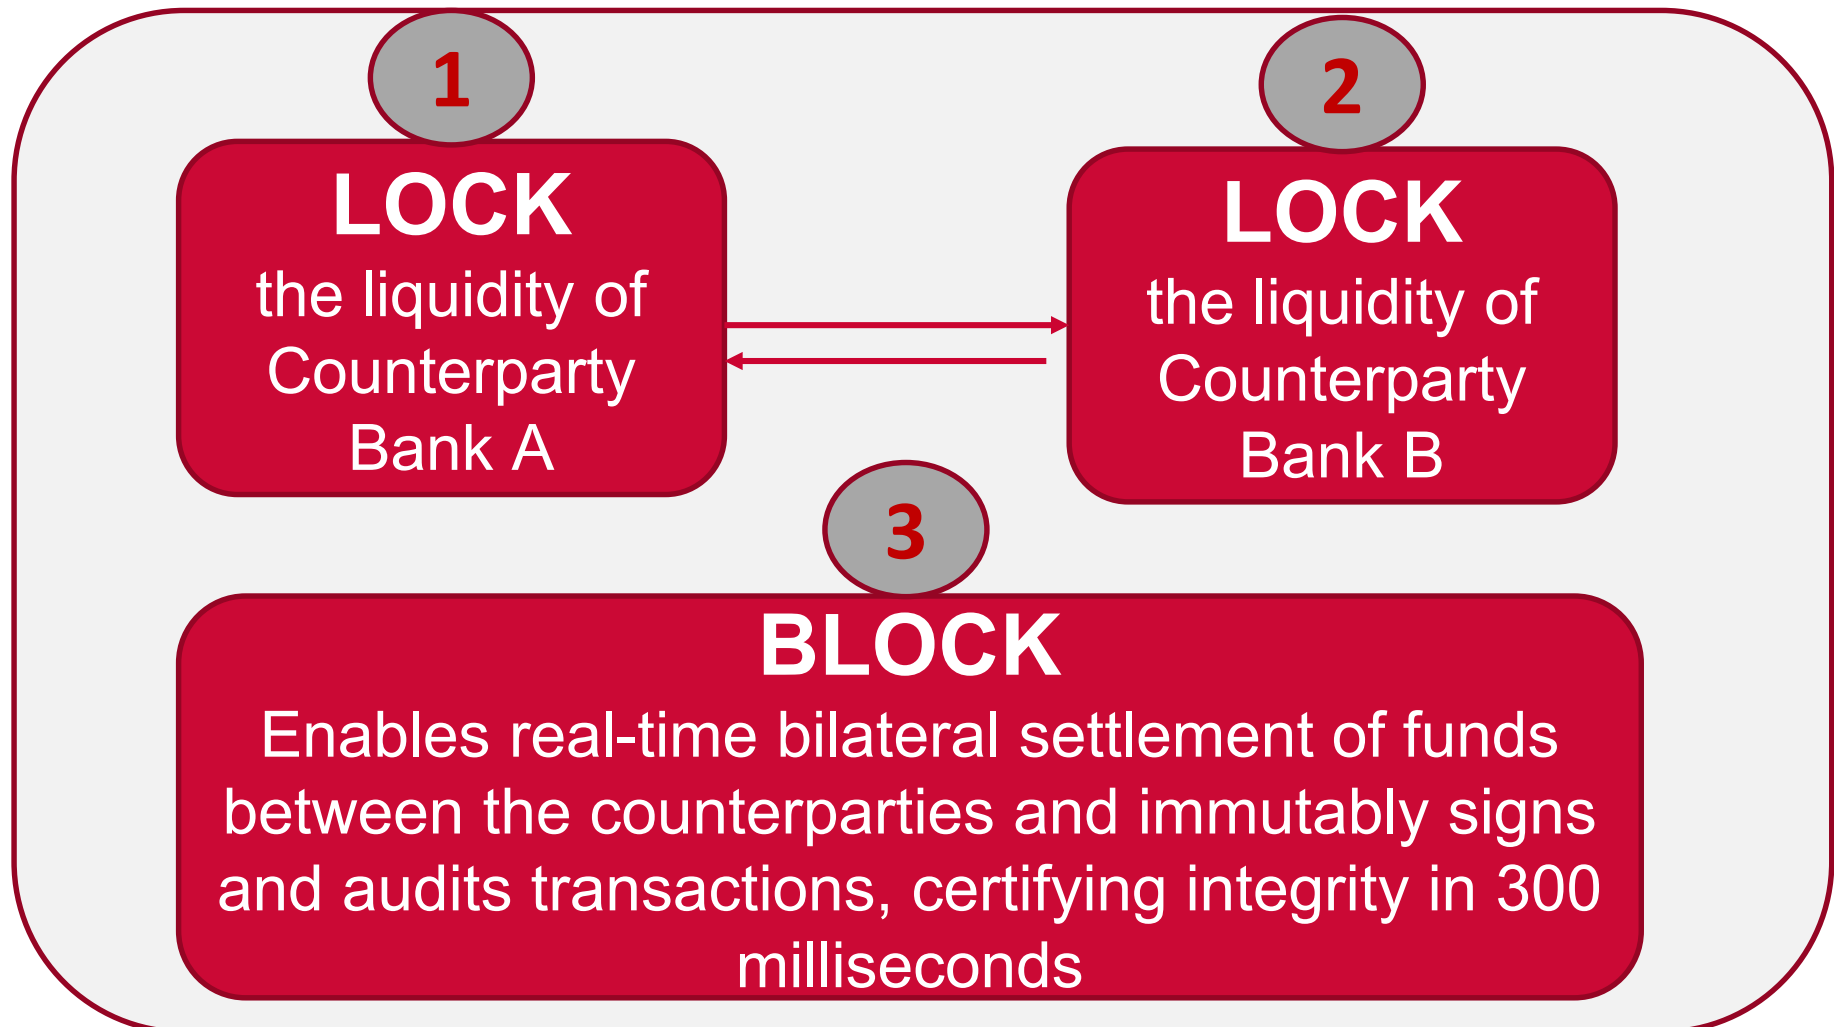 1
LOCK
the liquidity of
Counterparty
Bank A
2
LOCK
the liquidity of
Counterparty
Bank B
3
BLOCK
Enables real-time bilateral settlement of funds
between the counterparties and immutably signs
and audits transactions, certifying integrity in 300
milliseconds